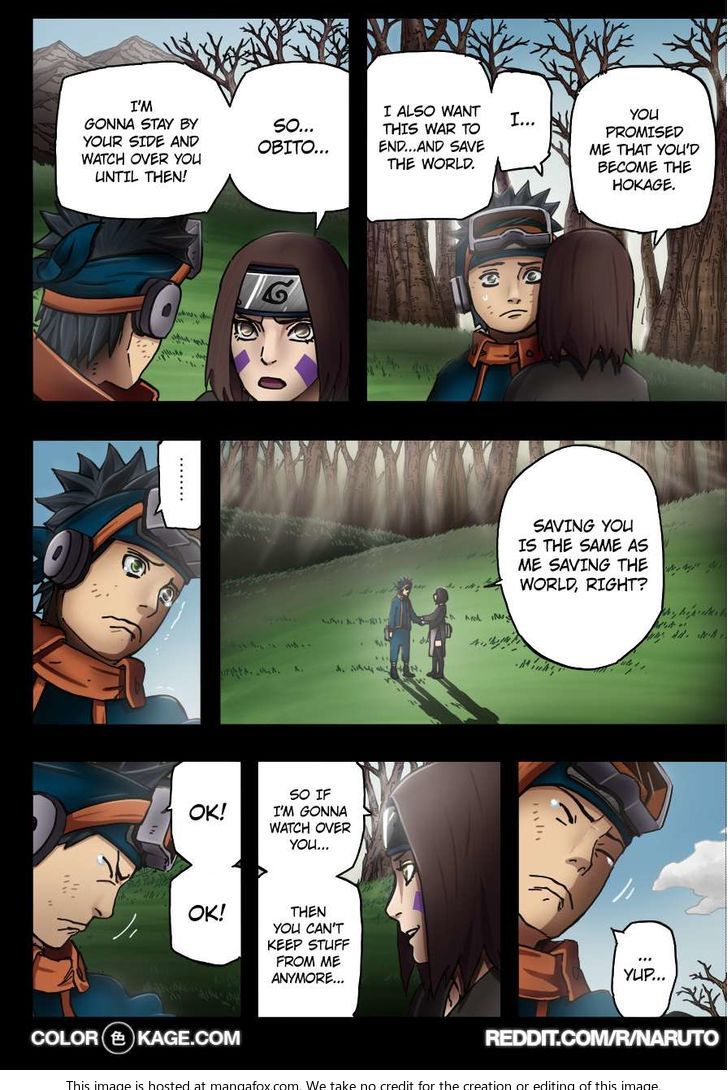 YOU
PROMISED
ME THAT YOU'D
BECOME THE
HOKAGE.
I...
I ALSO WANT
THIS WAR TO
END...AND SAVE
THE WORLD.
SO...
OBITO...
I'M
GONNA STAY BY
YOUR SIDE AND
WATCH OVER YOU
UNTIL THEN!
SAVING YOU
IS THE SAME AS
ME SAVING THE
WORLD, RIGHT?
........
...
YUP...
SO IF
I'M GONNA
WATCH OVER
YOU...
THEN
YOU CAN'T
KEEP STUFF
FROM ME
ANYMORE...
OK!
OK!
COLOR 色 KAGE.COM
REDDIT.COM/R/NARUTO
This image is hosted at mangafox.com. We take no credit for the creation or editing of this image.